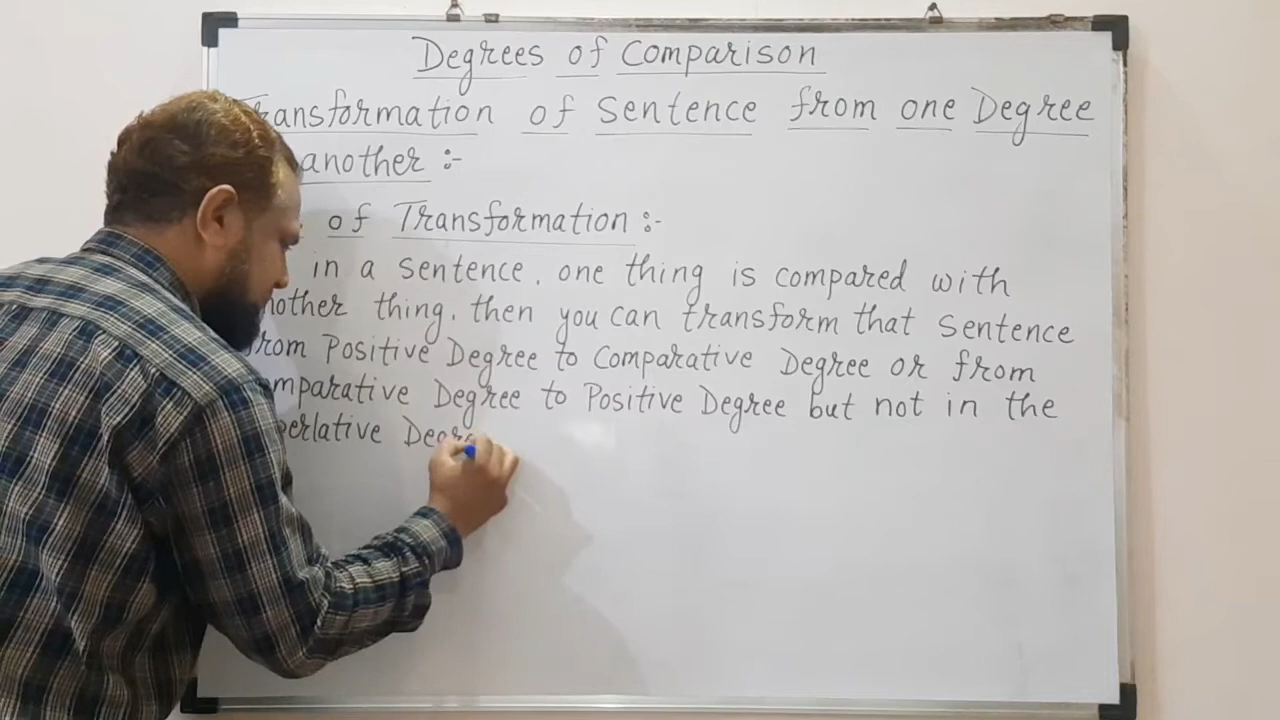 Degrees of Comparison
Transformation of Sentence from one Degree
another :-
of Transformation :-
in a sentence, one thing is compared with
another thing, then you can transform that sentence
from Positive Degree to Comparative Degree or from
Comparative Degree to Positive Degree but not in the
perlative Degre